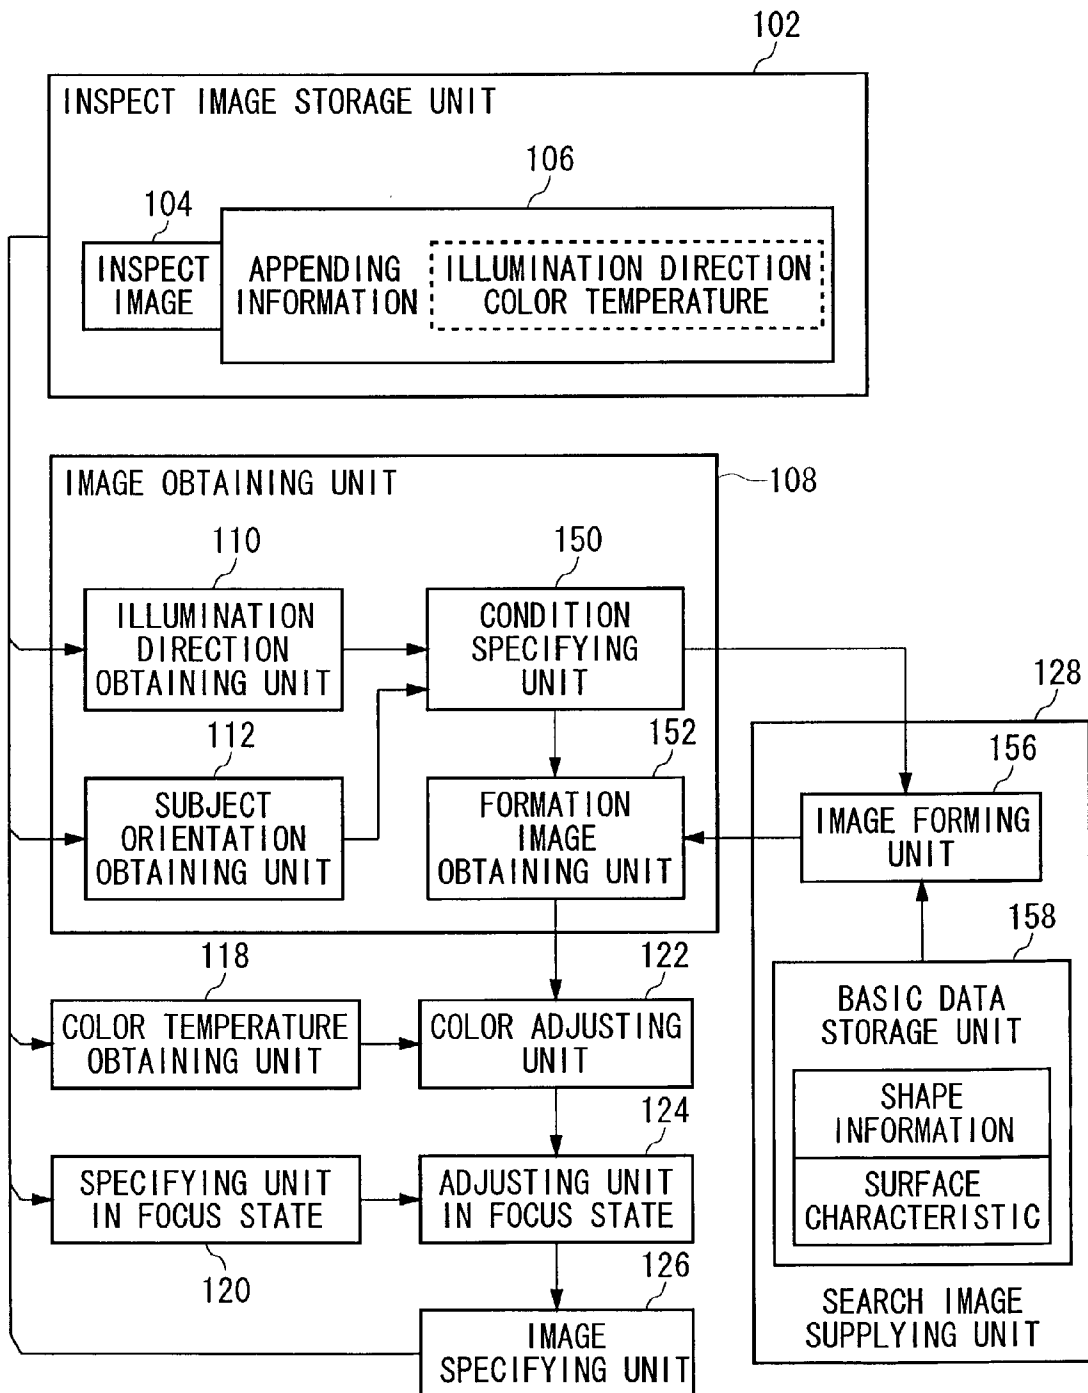 102
INSPECT IMAGE STORAGE UNIT
106
104
INSPECT
IMAGE
APPENDING
INFORMATION
ILLUMINATION DIRECTION
COLOR TEMPERATURE
IMAGE OBTAINING UNIT
108
110
150
ILLUMINATION
DIRECTION
OBTAINING UNIT
CONDITION
SPECIFYING
UNIT
128
112
152
156
SUBJECT
ORIENTATION
OBTAINING UNIT
FORMATION
IMAGE
OBTAINING UNIT
IMAGE FORMING
UNIT
158
118
122
COLOR TEMPERATURE
OBTAINING UNIT
COLOR ADJUSTING
UNIT
BASIC DATA
STORAGE UNIT
SHAPE
INFORMATION
SURFACE
CHARACTERISTIC
124
SPECIFYING UNIT
IN FOCUS STATE
ADJUSTING UNIT
IN FOCUS STATE
120
126
IMAGE
SPECIFYING UNIT
SEARCH IMAGE
SUPPLYING UNIT